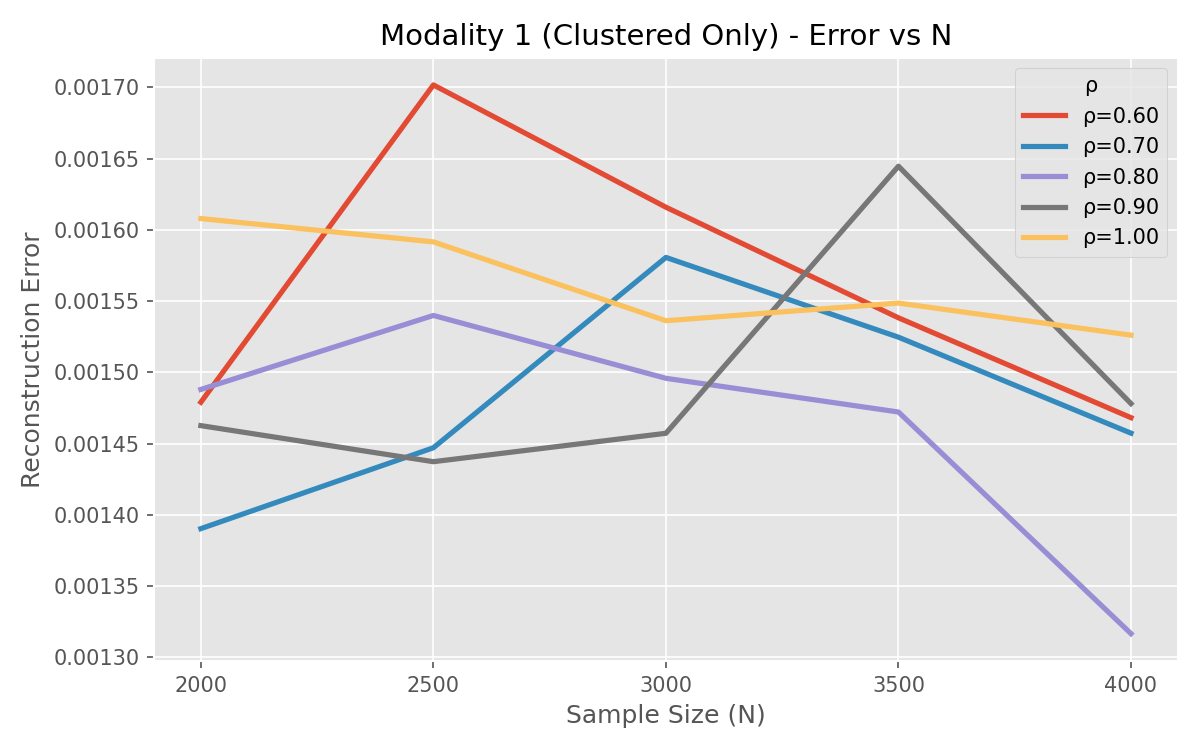 Modality 1 (Clustered Only) - Error vs N
ρ
ρ=0.60
ρ=0.70
ρ=0.80
ρ=0.90
ρ=1.00
Reconstruction Error
0.00170
0.00165
0.00160
0.00155
0.00150
0.00145
0.00140
0.00135
0.00130
2000 2500 3000 3500 4000
Sample Size (N)